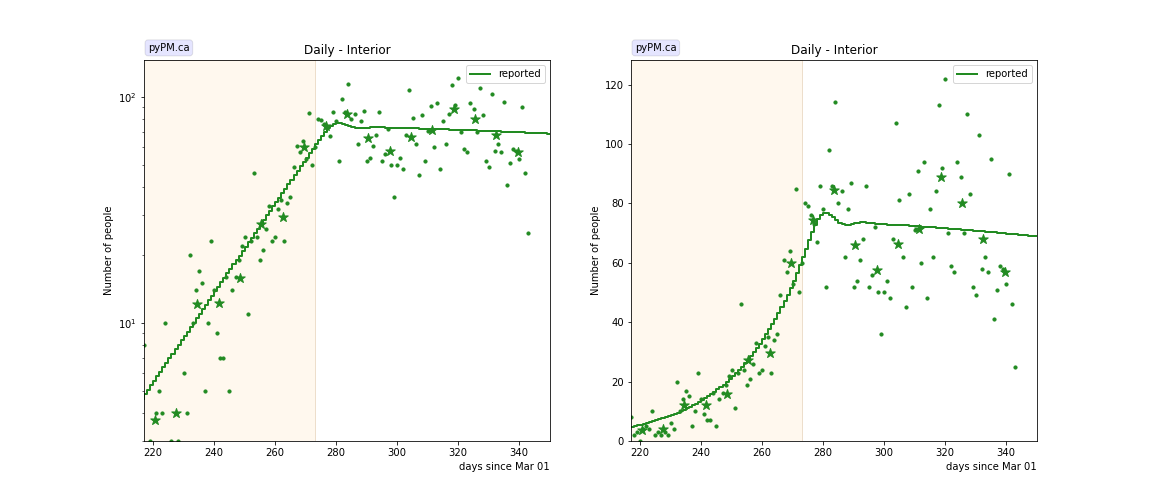 pyPM.ca
Daily - Interior
reported
10²
10¹
Number of people
220 240 260 280 300 320 340
days since Mar 01
pyPM.ca
Daily - Interior
reported
120
100
80
60
40
20
0
Number of people
220 240 260 280 300 320 340
days since Mar 01